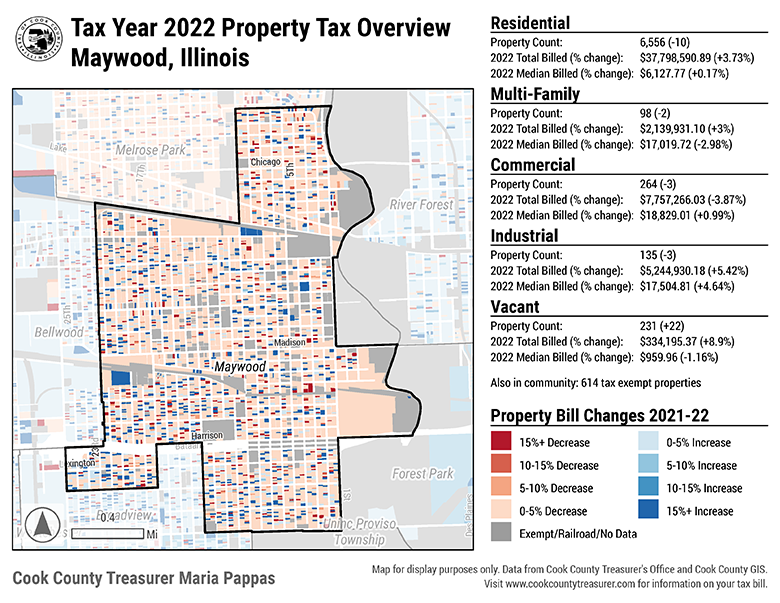 Tax Year 2022 Property Tax Overview
Maywood, Illinois
Residential
Property Count: 6,556 (-10)
2022 Total Billed (% change): $37,798,590.89 (+3.73%)
2022 Median Billed (% change): $6,127.77 (+0.17%)
Multi-Family
Property Count: 98 (-2)
2022 Total Billed (% change): $2,139,931.10 (+3%)
2022 Median Billed (% change): $17,019.72 (-2.98%)
Commercial
Property Count: 264 (-3)
2022 Total Billed (% change): $7,757,266.03 (-3.87%)
2022 Median Billed (% change): $18,829.01 (+0.99%)
Industrial
Property Count: 135 (-3)
2022 Total Billed (% change): $5,244,930.18 (+5.42%)
2022 Median Billed (% change): $17,504.81 (+4.64%)
Vacant
Property Count: 231 (+22)
2022 Total Billed (% change): $334,195.37 (+8.9%)
2022 Median Billed (% change): $959.96 (-1.16%)
Also in community: 614 tax exempt properties
Property Bill Changes 2021-22
15%+ Decrease
10-15% Decrease
5-10% Decrease
0-5% Decrease
Exempt/Railroad/No Data
0-5% Increase
5-10% Increase
10-15% Increase
15%+ Increase
Lake
Melrose Park
Chicago
River Forest
Bellwood
Madison
Maywood
Harrison
Forest Park
Des Plaines
Uninc Proviso
Township
0.4
Mi
Cook County Treasurer Maria Pappas
Map for display purposes only. Data from Cook County Treasurer's Office and Cook County GIS.
Visit www.cookcountytreasurer.com for information on your tax bill.